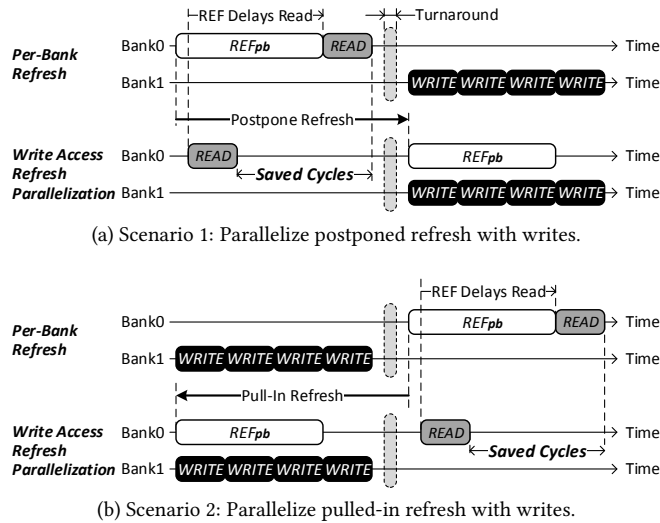 REF Delays Read Turnaround
Per-Bank Refresh
Bank0 REFpb READ Time
Bank1 WRITE WRITE WRITE WRITE Time
Postpone Refresh
Write Access Refresh Parallelization
Bank0 READ REFpb Time
Saved Cycles
Bank1 WRITE WRITE WRITE WRITE Time
(a) Scenario 1: Parallelize postponed refresh with writes.
REF Delays Read
Per-Bank Refresh
Bank0 REFpb READ Time
Bank1 WRITE WRITE WRITE WRITE Time
Pull-In Refresh
Write Access Refresh Parallelization
Bank0 REFpb READ Time
Saved Cycles
Bank1 WRITE WRITE WRITE WRITE Time
(b) Scenario 2: Parallelize pulled-in refresh with writes.